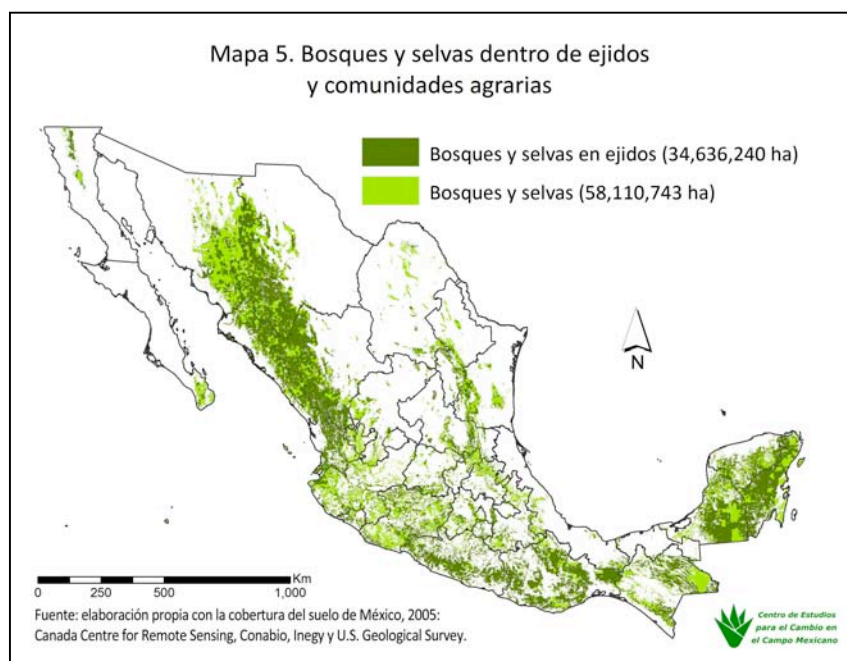 Mapa 5. Bosques y selvas dentro de ejidos
y comunidades agrarias
Bosques y selvas en ejidos (34,636,240 ha)
Bosques y selvas (58,110,743 ha)
N
Km
0 250 500 1,000
Fuente: elaboración propia con la cobertura del suelo de México, 2005:
Canada Centre for Remote Sensing, Conabio, Inegy y U.S. Geological Survey.
Centro de Estudios
para el Cambio en
el Campo Mexicano